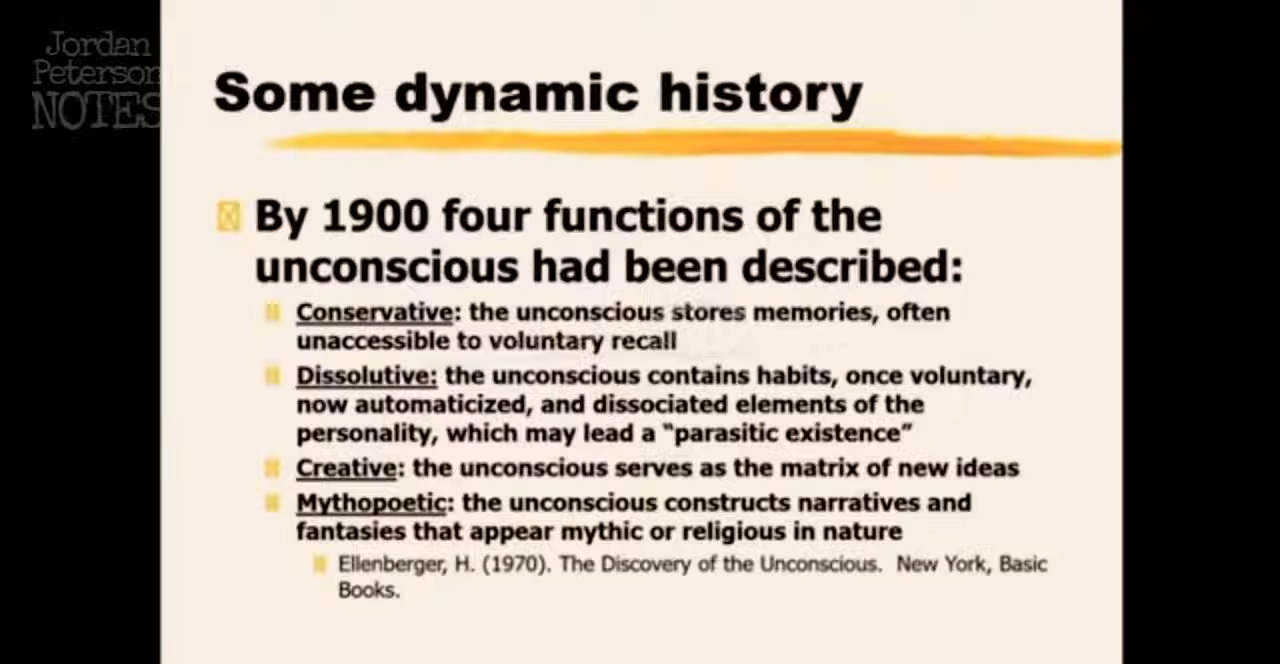 Jordan
Peterson
NOTES
Some dynamic history
By 1900 four functions of the
unconscious had been described:
Conservative: the unconscious stores memories, often
unaccessible to voluntary recall
Dissolutive: the unconscious contains habits, once voluntary,
now automaticized, and dissociated elements of the
personality, which may lead a “parasitic existence”
Creative: the unconscious serves as the matrix of new ideas
Mythopoetic: the unconscious constructs narratives and
fantasies that appear mythic or religious in nature
Ellenberger, H. (1970). The Discovery of the Unconscious. New York, Basic
Books.